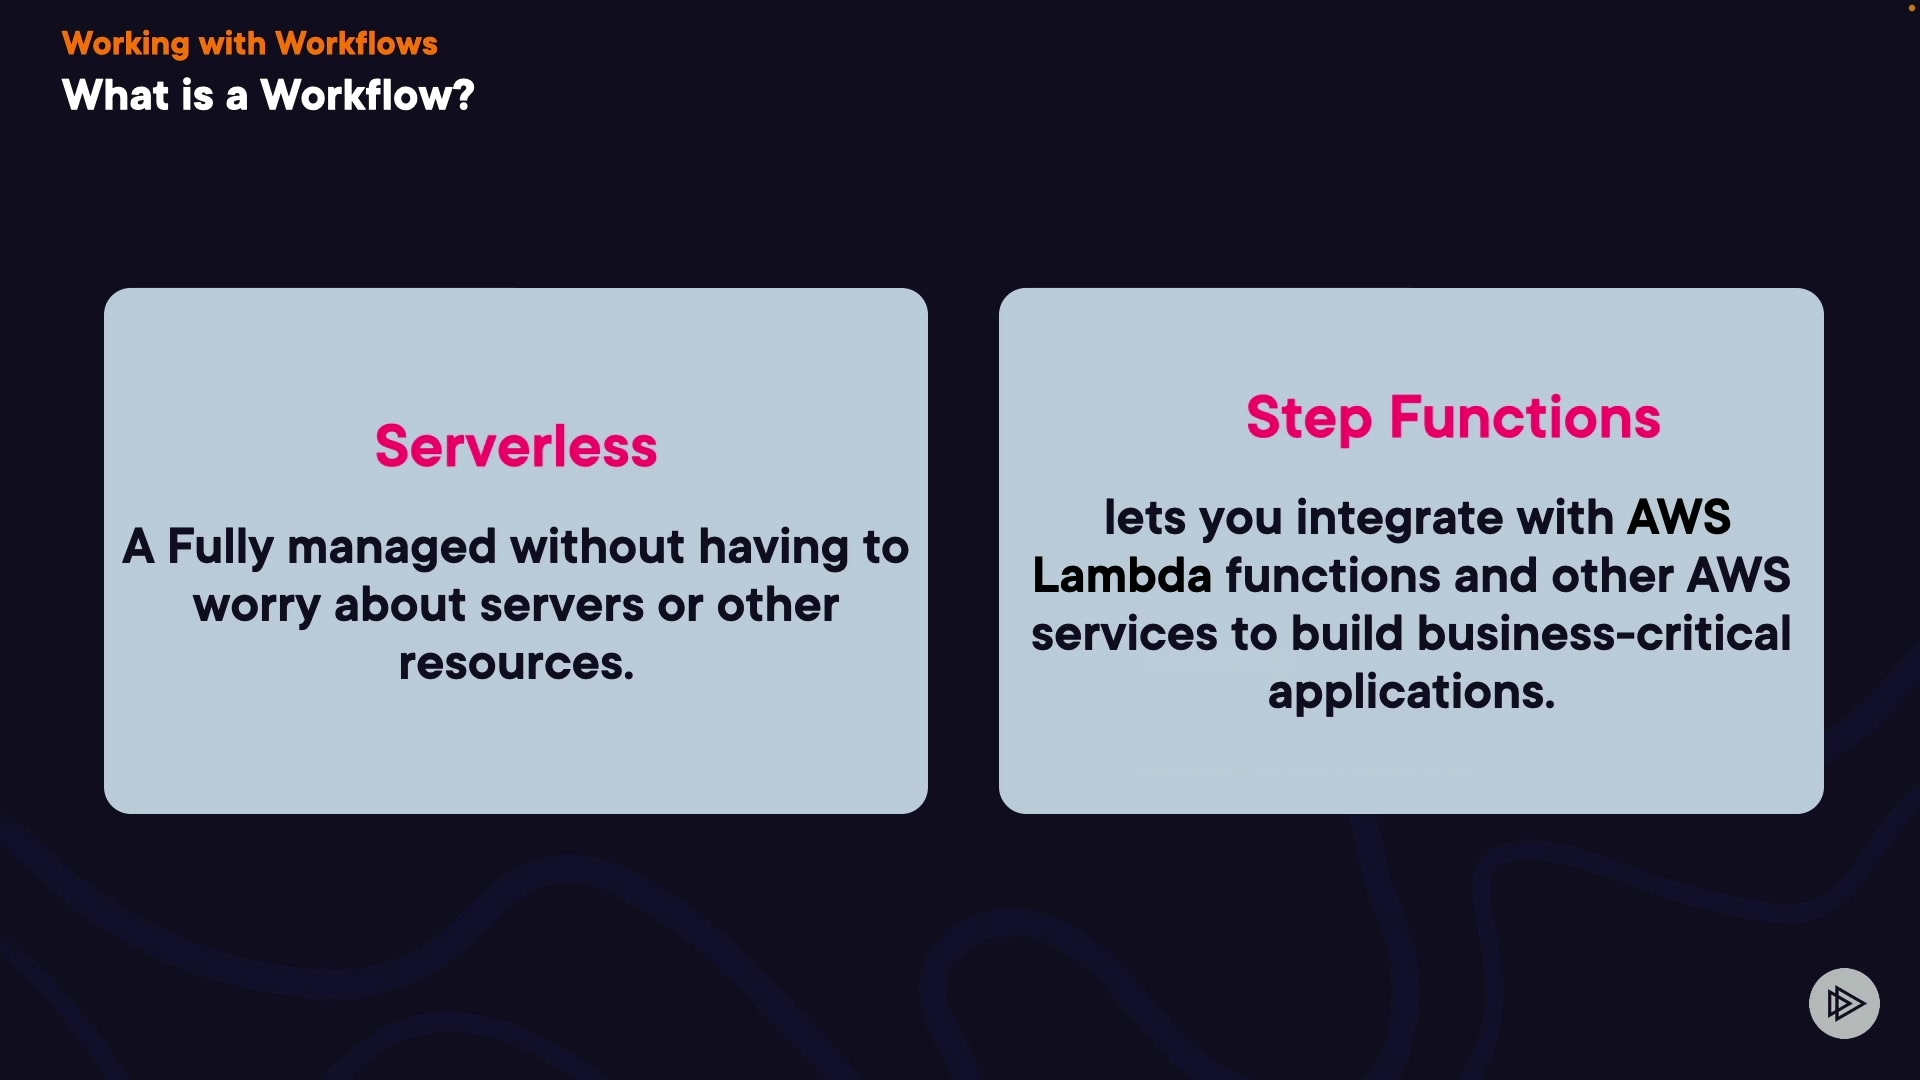 Working with Workflows
What is a Workflow?
Serverless
A Fully managed without having to
worry about servers or other
resources.
Step Functions
lets you integrate with AWS
Lambda functions and other AWS
services to build business-critical
applications.